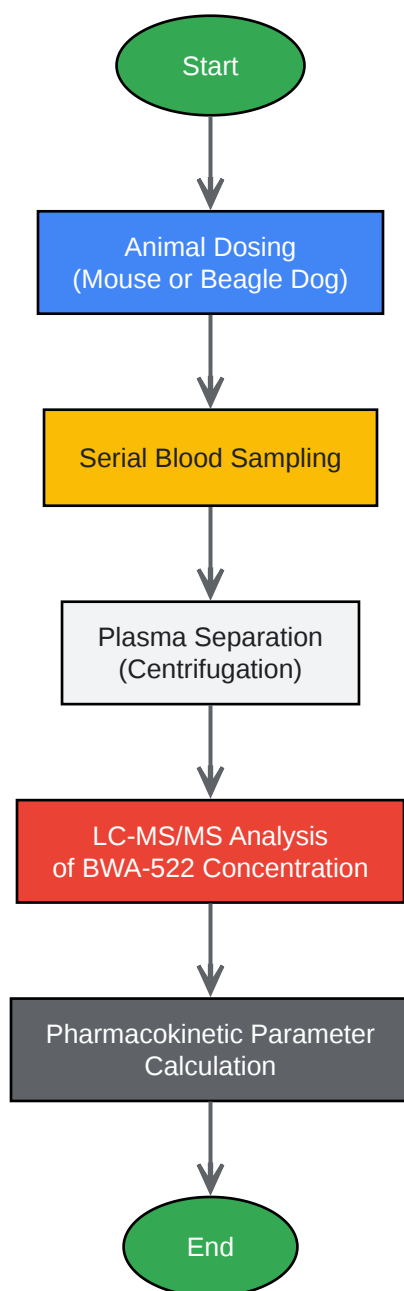 Start
Animal Dosing
(Mouse or Beagle Dog)
Serial Blood Sampling
Plasma Separation
(Centrifugation)
LC-MS/MS Analysis
of BWA-522 Concentration
Pharmacokinetic Parameter
Calculation
End